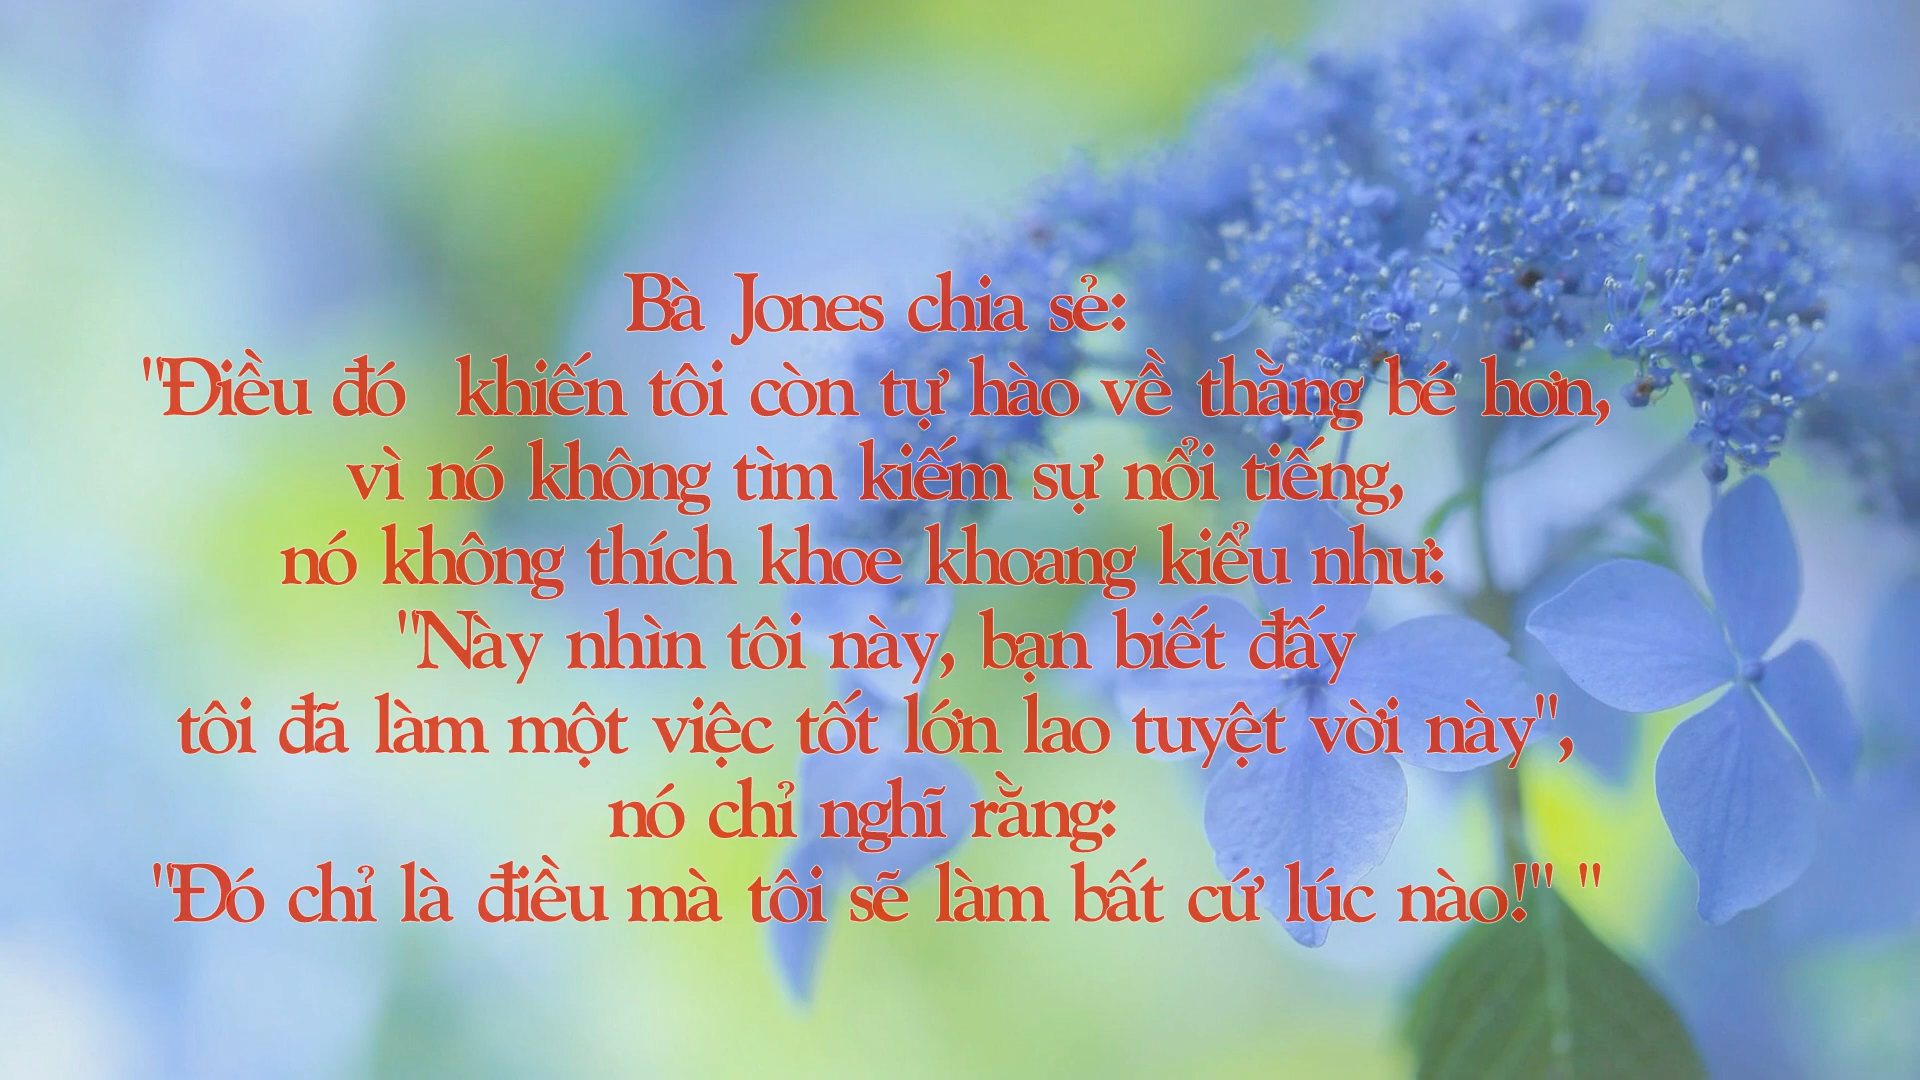 Bà Jones chia sẻ:
"Điều đó khiến tôi còn tự hào về thằng bé hơn,
vì nó không tìm kiếm sự nổi tiếng,
nó không thích khoe khoang kiểu như:
"Này nhìn tôi này, bạn biết đấy
tôi đã làm một việc tốt lớn lao tuyệt vời này",
nó chỉ nghĩ rằng:
"Đó chỉ là điều mà tôi sẽ làm bất cứ lúc nào!" "